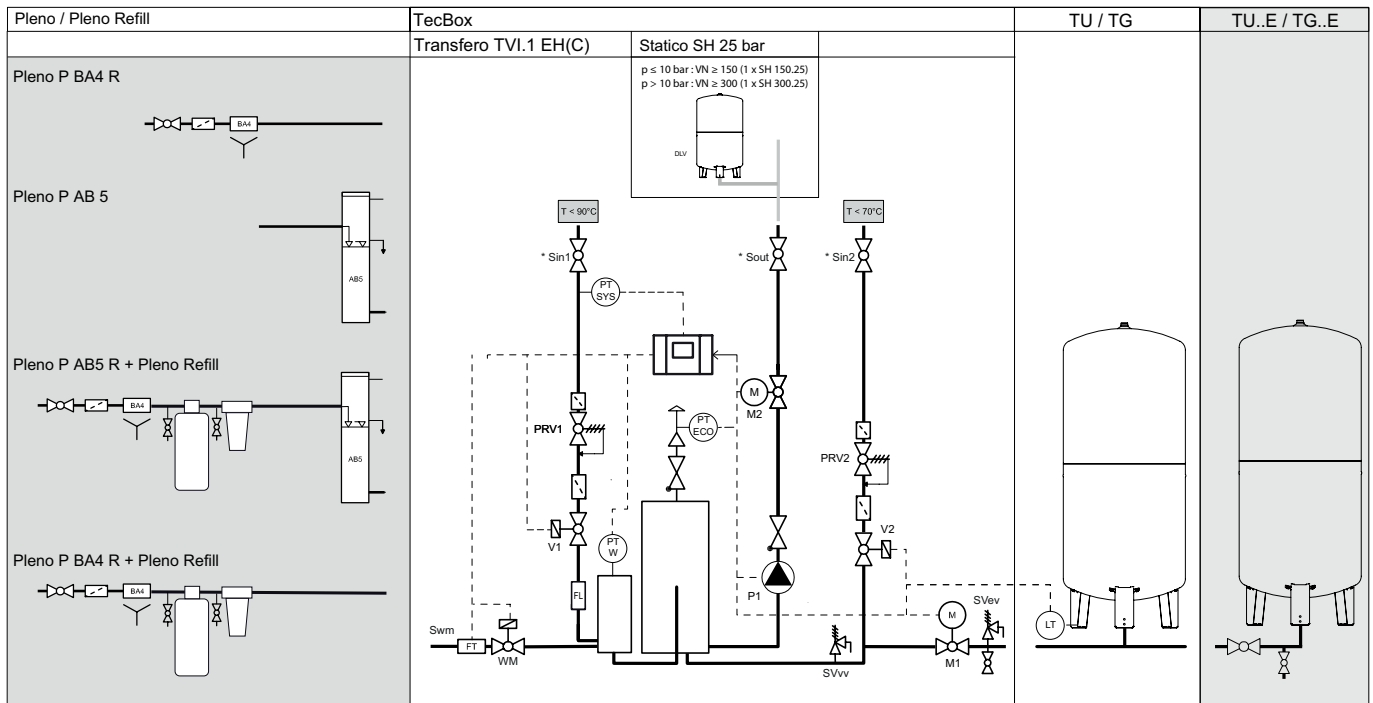 Pleno / Pleno Refill
TecBox
TU / TG
TU..E / TG..E
Transfero TVI.1 EH(C)
Statico SH 25 bar
p ≤ 10 bar : VN ≥ 150 (1 x SH 150.25)
p > 10 bar : VN ≥ 300 (1 x SH 300.25)
DLV
Pleno P BA4 R
BA4
Pleno P AB 5
AB5
Pleno P AB5 R + Pleno Refill
BA4
AB5
Pleno P BA4 R + Pleno Refill
BA4
T < 90°C
T < 70°C
* Sin1
* Sout
* Sin2
PT
SYS
M
M2
PRV1
PT
ECO
PRV2
V1
PT
W
V2
P1
FL
Swm
FT
WM
SVvv
M
M1
SVev
LT